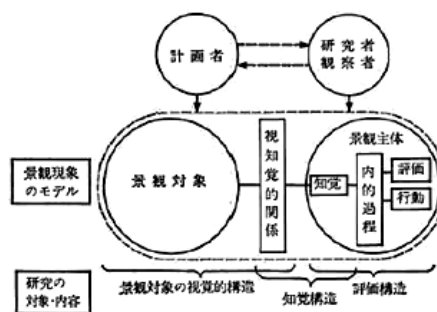 計画者
研究者
観察者
景観現象
のモデル
景観対象
視知覚的関係
景観主体
知覚
内的過程
評価
行動
研究の
対象・内容
景観対象の視覚的構造
知覚構造
評価構造